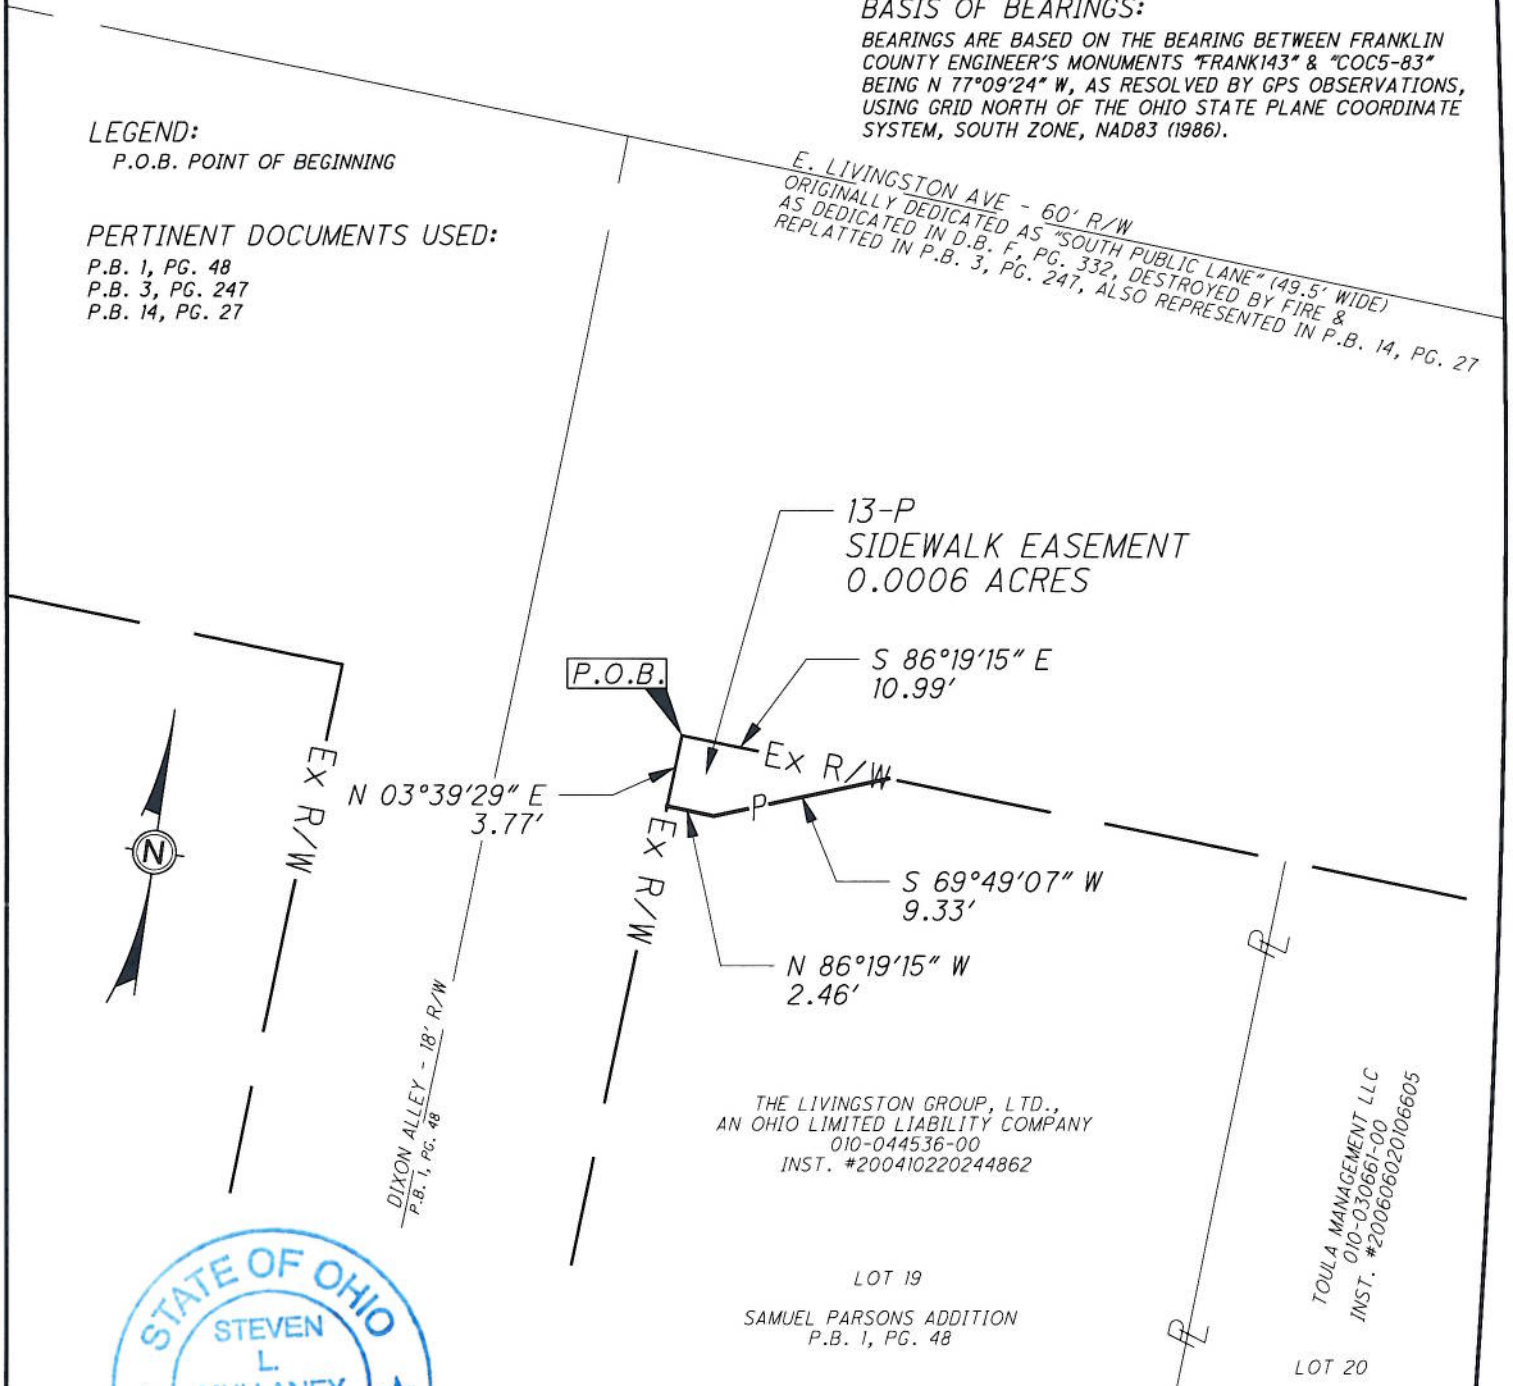 BASIS OF BEARINGS:
BEARINGS ARE BASED ON THE BEARING BETWEEN FRANKLIN
COUNTY ENGINEER'S MONUMENTS "FRANK143" & "COC5-83"
BEING N 77°09'24" W, AS RESOLVED BY GPS OBSERVATIONS,
USING GRID NORTH OF THE OHIO STATE PLANE COORDINATE
SYSTEM, SOUTH ZONE, NAD83 (1986).
LEGEND:
P.O.B. POINT OF BEGINNING
PERTINENT DOCUMENTS USED:
P.B. 1, PG. 48
P.B. 3, PG. 247
P.B. 14, PG. 27
E. LIVINGSTON AVE - 60' R/W
ORIGINALLY DEDICATED AS "SOUTH PUBLIC LANE" (49.5' WIDE)
AS DEDICATED IN D.B. F, PG. 332, DESTROYED BY FIRE &
REPLATTED IN P.B. 3, PG. 247, ALSO REPRESENTED IN P.B. 14, PG. 27
13-P
SIDEWALK EASEMENT
0.0006 ACRES
S 86°19'15" E
10.99'
P.O.B.
Ex R/W
Ex R/W
N 03°39'29" E
3.77'
P
Ex R/W
N
S 69°49'07" W
9.33'
N 86°19'15" W
2.46'
PL
DIXON ALLEY - 18' R/W
P.B. 1, PG. 48
THE LIVINGSTON GROUP, LTD.,
AN OHIO LIMITED LIABILITY COMPANY
010-044536-00
INST. #200410220244862
TOULA MANAGEMENT LLC
010-030661-00
INST. #200606020106605
LOT 19
SAMUEL PARSONS ADDITION
P.B. 1, PG. 48
PL
LOT 20
STATE OF OHIO
STEVEN
L.